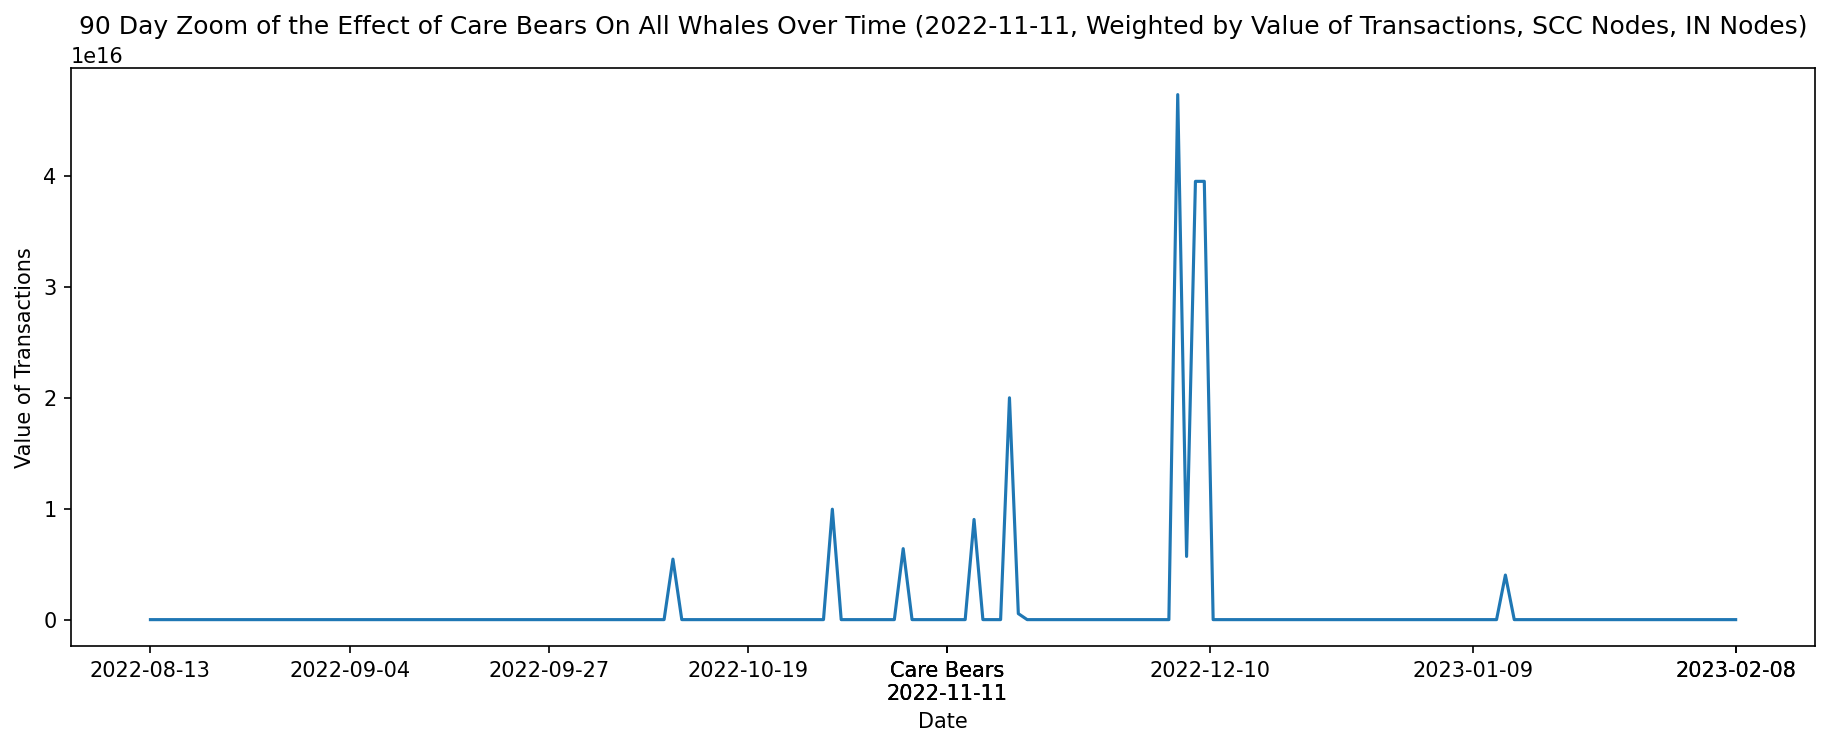 90 Day Zoom of the Effect of Care Bears On All Whales Over Time (2022-11-11, Weighted by Value of Transactions, SCC Nodes, IN Nodes)
1e16
4
3
2
1
0
Value of Transactions
2022-08-13 2022-09-04 2022-09-27 2022-10-19 Care Bears 2022-12-10 2023-01-09 2023-02-08
2022-11-11
Date